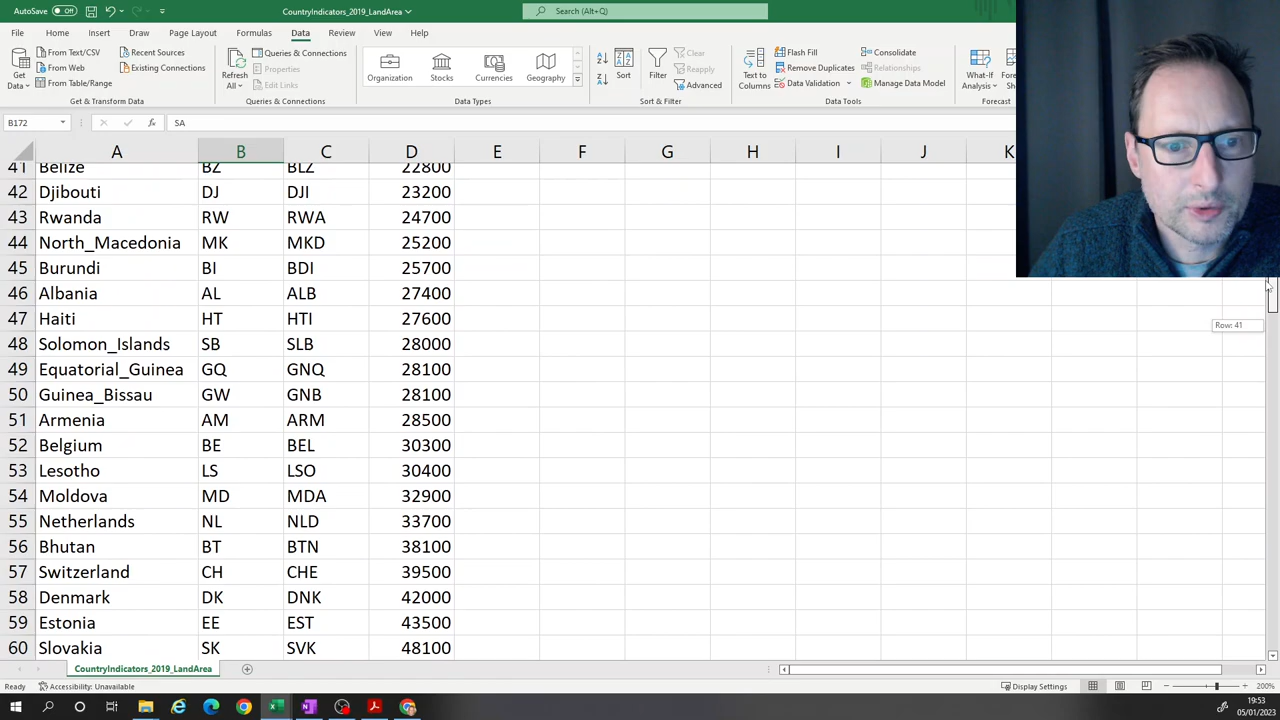 AutoSave Off CountryIndicators_2019_LandArea Search (Alt+Q)
File Home Insert Draw Page Layout Formulas Data Review View Help
Get Data From Text/CSV From Web From Table/Range Recent Sources Existing Connections
Refresh All Queries & Connections Properties Edit Links
Organization Stocks Currencies Geography
Sort Filter Clear Reapply Advanced
Text to Columns Flash Fill Remove Duplicates Data Validation Consolidate Relationships Manage Data Model
What-If Analysis
Get & Transform Data Queries & Connections Data Types Sort & Filter Data Tools Forecast
B172 fx SA
A B C D E F G H I J K
41 Belize BZ BLZ 22800
42 Djibouti DJ DJI 23200
43 Rwanda RW RWA 24700
44 North_Macedonia MK MKD 25200
45 Burundi BI BDI 25700
46 Albania AL ALB 27400
47 Haiti HT HTI 27600
Row: 41
48 Solomon_Islands SB SLB 28000
49 Equatorial_Guinea GQ GNQ 28100
50 Guinea_Bissau GW GNB 28100
51 Armenia AM ARM 28500
52 Belgium BE BEL 30300
53 Lesotho LS LSO 30400
54 Moldova MD MDA 32900
55 Netherlands NL NLD 33700
56 Bhutan BT BTN 38100
57 Switzerland CH CHE 39500
58 Denmark DK DNK 42000
59 Estonia EE EST 43500
60 Slovakia SK SVK 48100
CountryIndicators_2019_LandArea
Ready Accessibility: Unavailable Display Settings 200%
19:53
05/01/2023